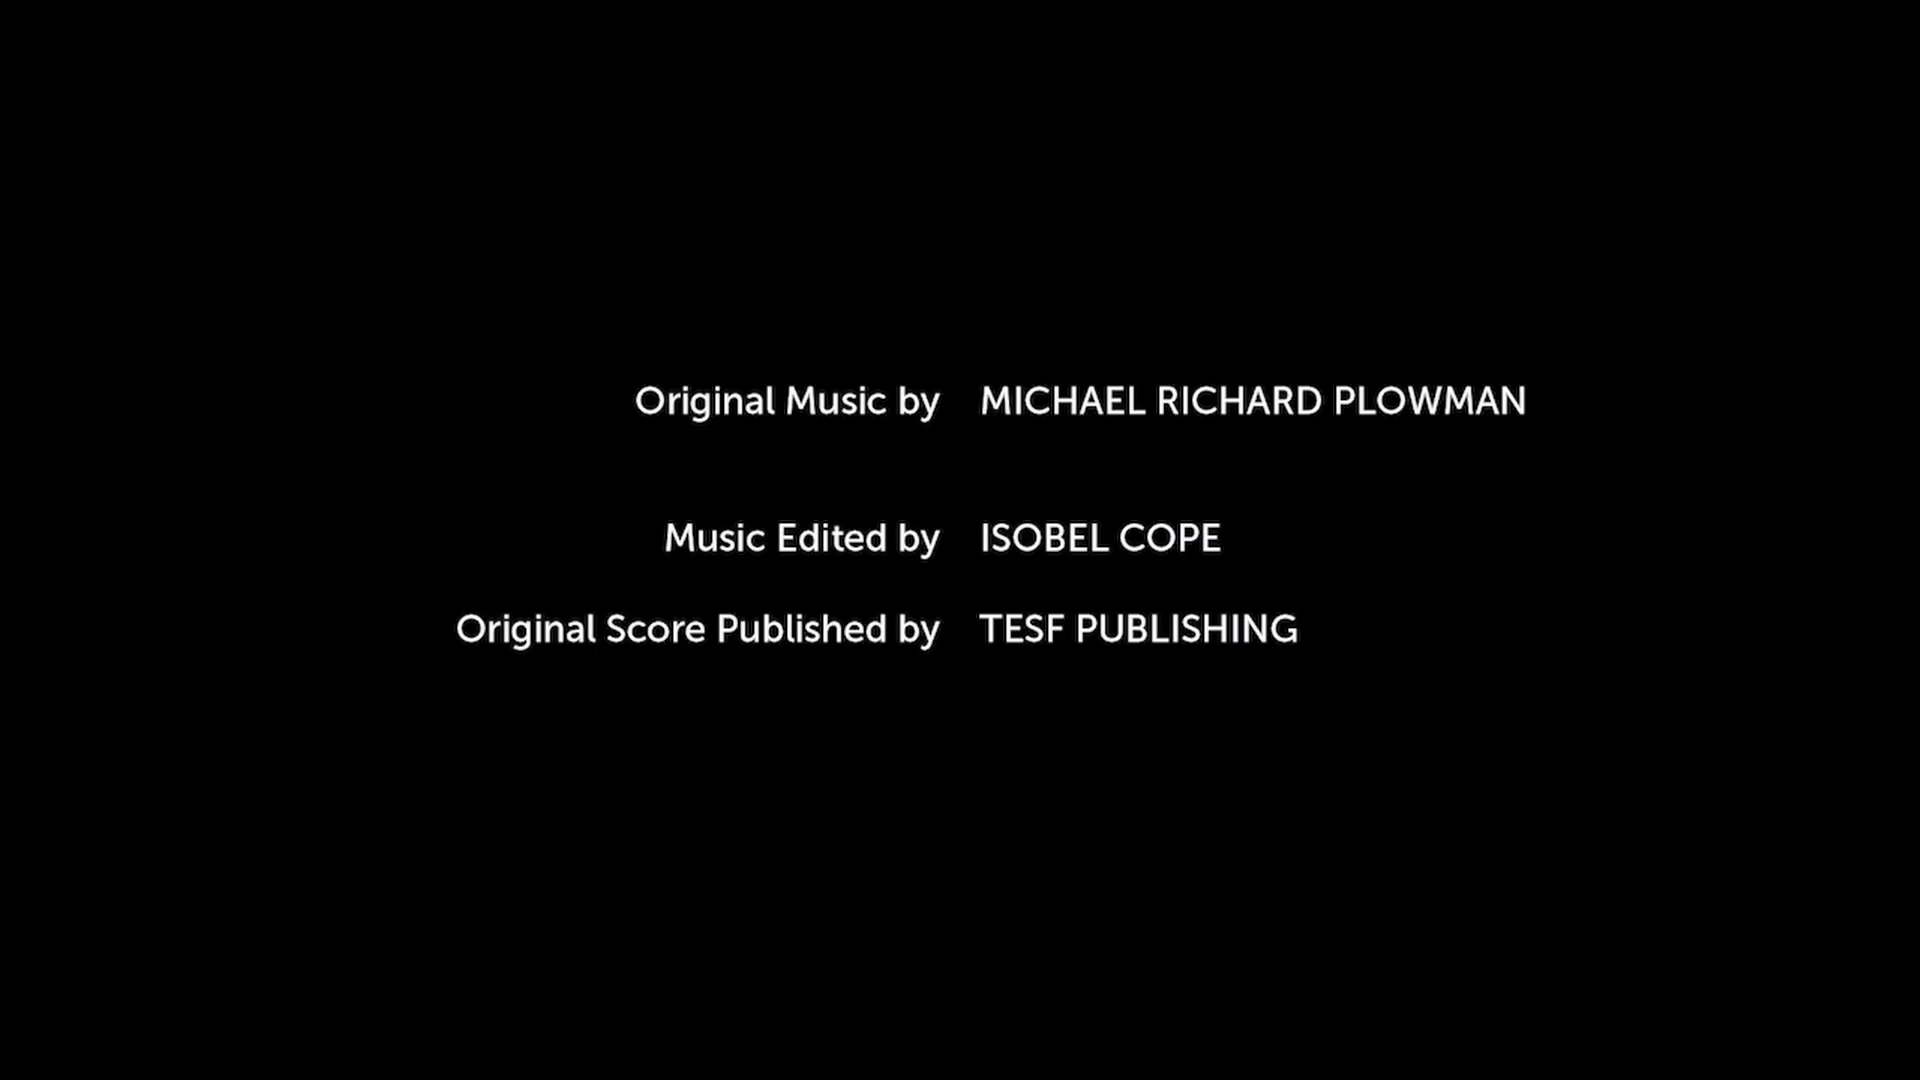 Original Music by MICHAEL RICHARD PLOWMAN
Music Edited by ISOBEL COPE
Original Score Published by TESF PUBLISHING